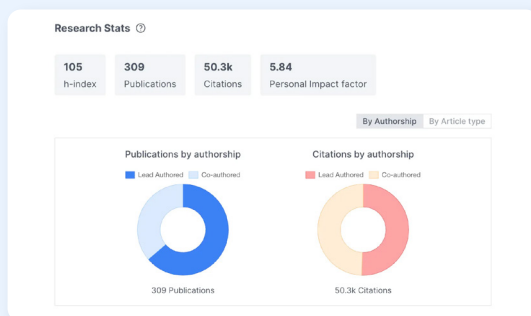 Research Stats ?
105 309 50.3k 5.84
h-index Publications Citations Personal Impact factor
By Authorship By Article type
Publications by authorship Citations by authorship
Lead Authored Co-authored Lead Authored Co-authored
309 Publications 50.3k Citations